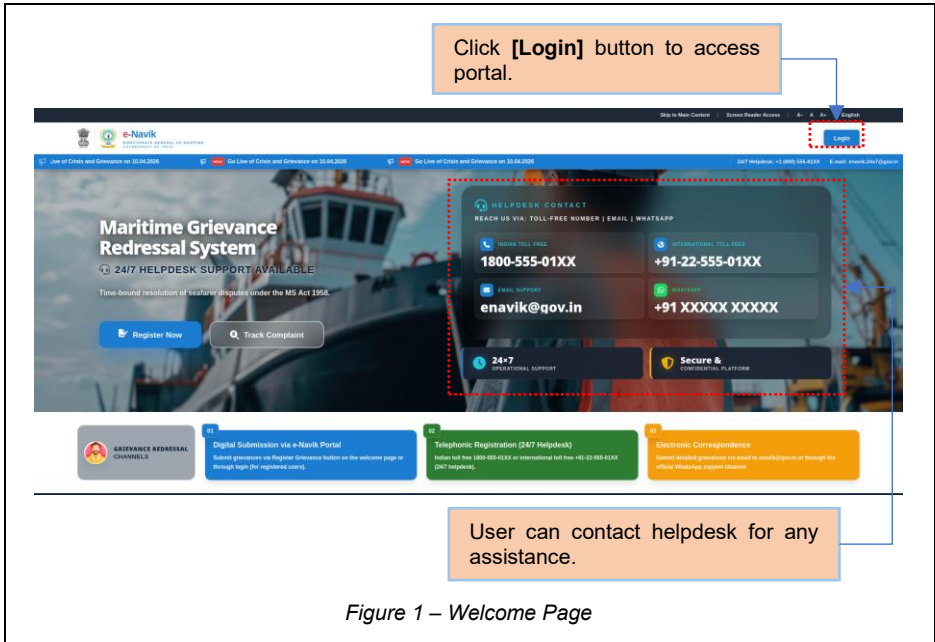 Click [Login] button to access
portal.
Skip to Main Content | Screen Reader Access | A- A A+ English
e-Navik
DIRECTORATE GENERAL OF SHIPPING
GOVERNMENT OF INDIA
Login
Live of Crisis and Grievance on 10.04.2026 NEW Go Live of Crisis and Grievance on 10.04.2026 NEW Go Live of Crisis and Grievance on 10.04.2026 24/7 Helpdesk: +1 (800) 555-01XX E-mail: enavik.24x7@gov.in
HELPDESK CONTACT
REACH US VIA: TOLL-FREE NUMBER | EMAIL | WHATSAPP
Maritime Grievance
Redressal System
24/7 HELPDESK SUPPORT AVAILABLE
Time-bound resolution of seafarer disputes under the MS Act 1958.
Register Now Track Complaint
INDIAN TOLL FREE
1800-555-01XX
INTERNATIONAL TOLL FREE
+91-22-555-01XX
EMAIL SUPPORT
enavik@gov.in
WHATSAPP
+91 XXXXX XXXXX
24×7
OPERATIONAL SUPPORT
Secure &
CONFIDENTIAL PLATFORM
GRIEVANCE REDRESSAL
CHANNELS
01
Digital Submission via e-Navik Portal
Submit grievances via Register Grievance button on the welcome page or
through login (for registered users).
02
Telephonic Registration (24/7 Helpdesk)
Indian toll free 1800-555-01XX or international toll free +91-22-555-01XX
(24/7 helpdesk).
03
Electronic Correspondence
Submit detailed grievances via email to enavik@gov.in or through the
official WhatsApp support channel.
User can contact helpdesk for any
assistance.
Figure 1 – Welcome Page